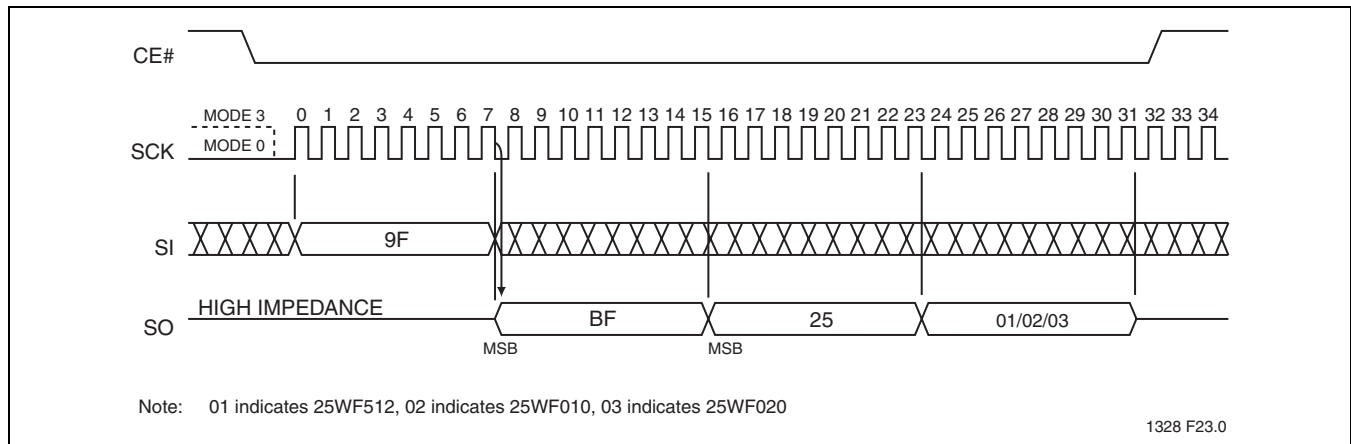 CE#
MODE 3
0 1 2 3 4 5 6 7 8 9 10 11 12 13 14 15 16 17 18 19 20 21 22 23 24 25 26 27 28 29 30 31 32 33 34
SCK
MODE 0
SI
9F
HIGH IMPEDANCE
SO
BF
25
01/02/03
MSB
MSB
Note: 01 indicates 25WF512, 02 indicates 25WF010, 03 indicates 25WF020
1328 F23.0